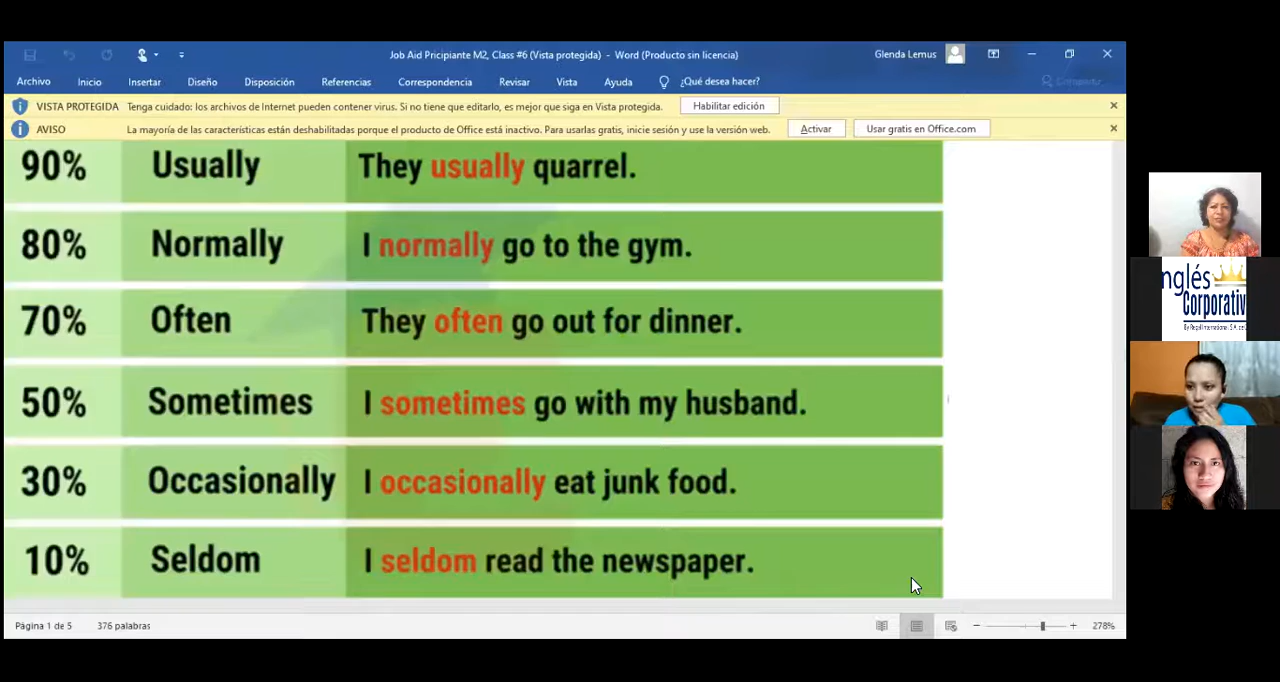 Job Aid Pricipiante M2, Class #6 (Vista protegida) - Word (Producto sin licencia)
Glenda Lemus
Archivo Inicio Insertar Diseño Disposición Referencias Correspondencia Revisar Vista Ayuda ¿Qué desea hacer? Compartir
VISTA PROTEGIDA Tenga cuidado: los archivos de Internet pueden contener virus. Si no tiene que editarlo, es mejor que siga en Vista protegida. Habilitar edición
AVISO La mayoría de las características están deshabilitadas porque el producto de Office está inactivo. Para usarlas gratis, inicie sesión y use la versión web. Activar Usar gratis en Office.com
90% Usually They usually quarrel.
80% Normally I normally go to the gym.
70% Often They often go out for dinner.
50% Sometimes I sometimes go with my husband.
30% Occasionally I occasionally eat junk food.
10% Seldom I seldom read the newspaper.
Página 1 de 5 376 palabras 278%
nglés
Corporativ